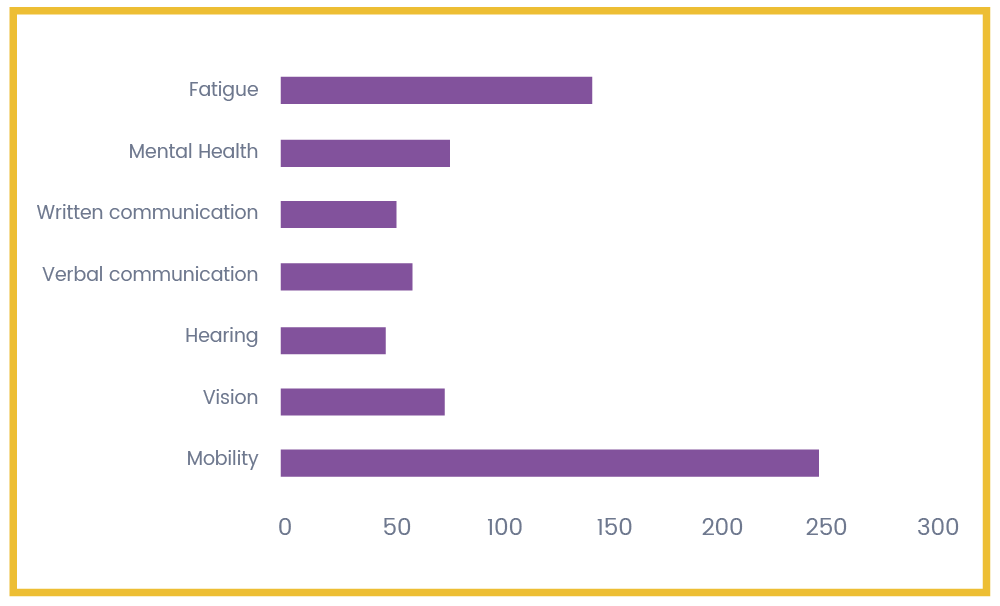 Fatigue
Mental Health
Written communication
Verbal communication
Hearing
Vision
Mobility
0 50 100 150 200 250 300